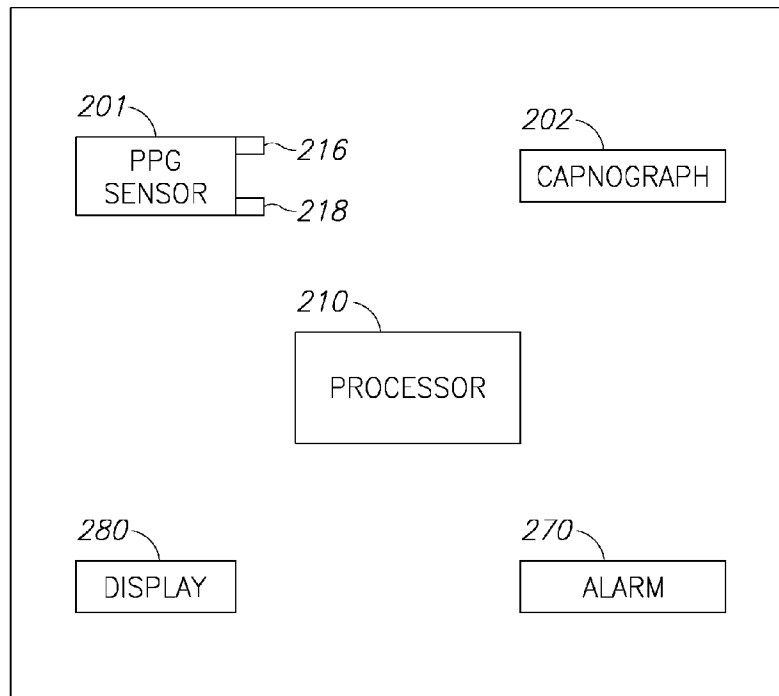 201
PPG
SENSOR
216
218
202
CAPNOGRAPH
210
PROCESSOR
280
DISPLAY
270
ALARM